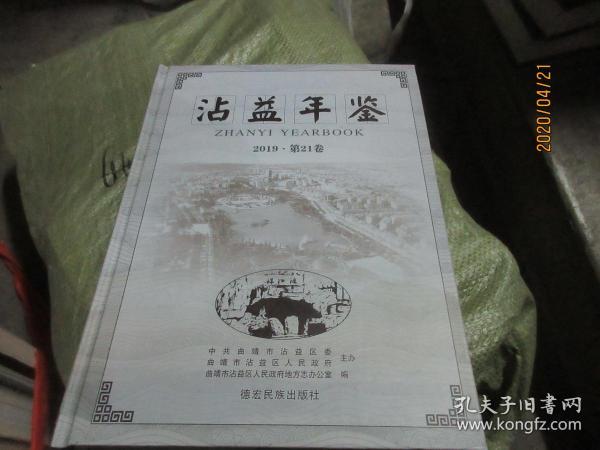 沾益年鉴
ZHANYI YEARBOOK
2019·第21卷
珠江源
中共曲靖市沾益区委
曲靖市沾益区人民政府 主办
曲靖市沾益区人民政府地方志办公室 编
德宏民族出版社
2020/04/21
孔夫子旧书网
www.kongfz.com